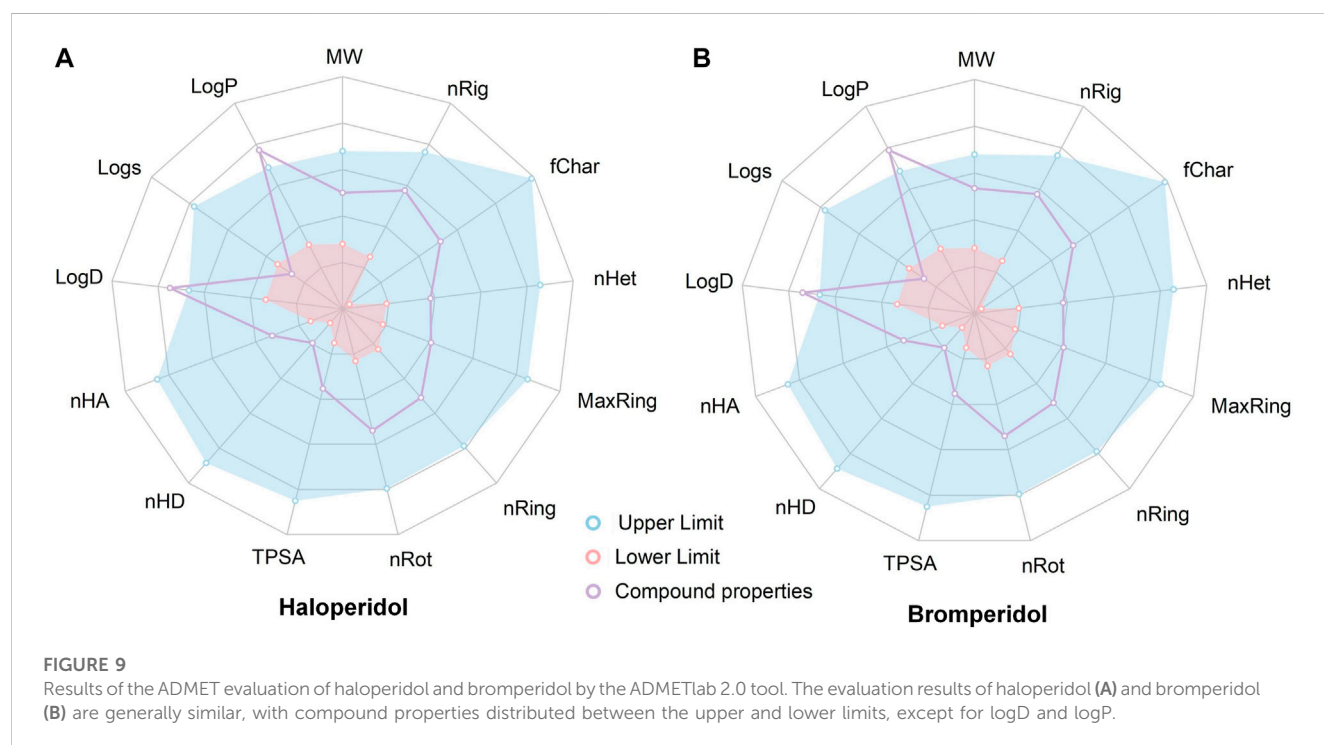 A
MW
nRig
fChar
nHet
MaxRing
nRing
nRot
TPSA
nHD
nHA
LogD
Logs
LogP
Haloperidol
B
MW
nRig
fChar
nHet
MaxRing
nRing
nRot
TPSA
nHD
nHA
LogD
Logs
LogP
Bromperidol
Upper Limit
Lower Limit
Compound properties
FIGURE 9
Results of the ADMET evaluation of haloperidol and bromperidol by the ADMETlab 2.0 tool. The evaluation results of haloperidol (A) and bromperidol
(B) are generally similar, with compound properties distributed between the upper and lower limits, except for logD and logP.